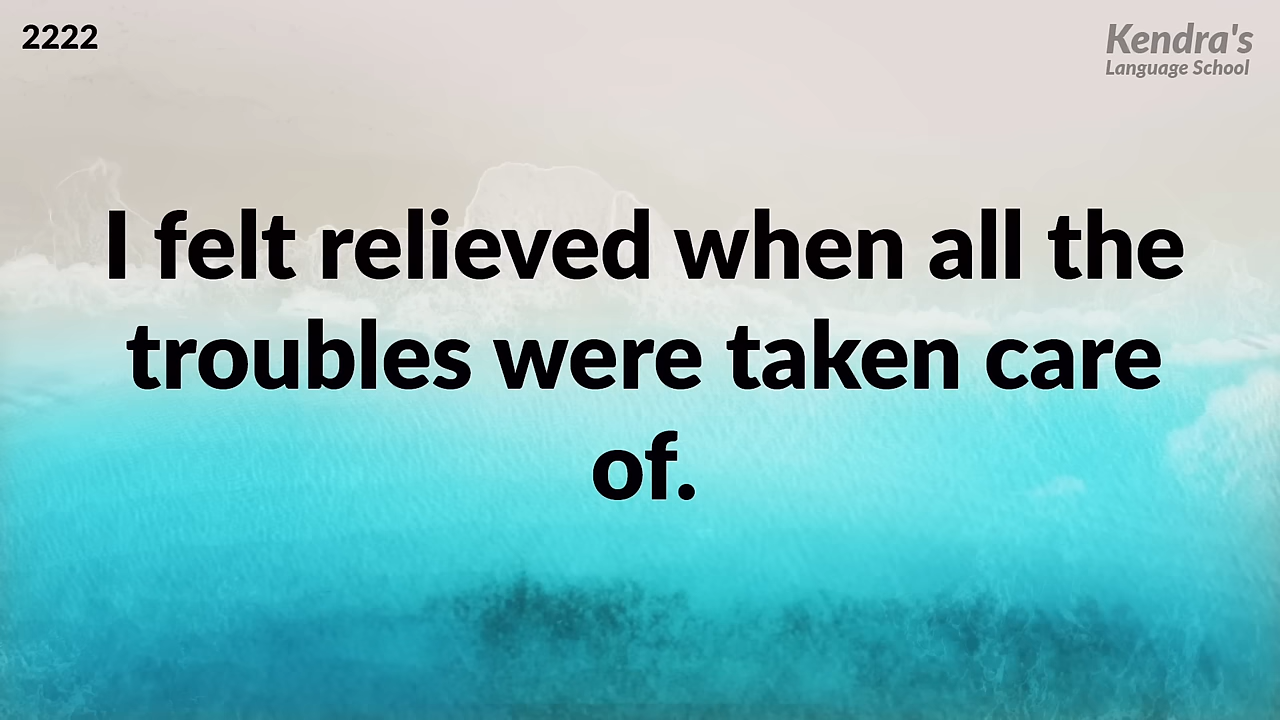 2222
Kendra's
Language School
I felt relieved when all the
troubles were taken care
of.